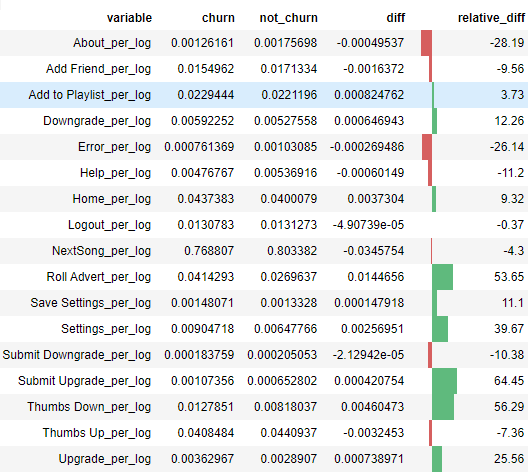 variable churn not_churn diff relative_diff
About_per_log 0.00126161 0.00175698 -0.00049537 -28.19
Add Friend_per_log 0.0154962 0.0171334 -0.0016372 -9.56
Add to Playlist_per_log 0.0229444 0.0221196 0.000824762 3.73
Downgrade_per_log 0.00592252 0.00527558 0.000646943 12.26
Error_per_log 0.000761369 0.00103085 -0.000269486 -26.14
Help_per_log 0.00476767 0.00536916 -0.00060149 -11.2
Home_per_log 0.0437383 0.0400079 0.0037304 9.32
Logout_per_log 0.0130783 0.0131273 -4.90739e-05 -0.37
NextSong_per_log 0.768807 0.803382 -0.0345754 -4.3
Roll Advert_per_log 0.0414293 0.0269637 0.0144656 53.65
Save Settings_per_log 0.00148071 0.0013328 0.000147918 11.1
Settings_per_log 0.00904718 0.00647766 0.00256951 39.67
Submit Downgrade_per_log 0.000183759 0.000205053 -2.12942e-05 -10.38
Submit Upgrade_per_log 0.00107356 0.000652802 0.000420754 64.45
Thumbs Down_per_log 0.0127851 0.00818037 0.00460473 56.29
Thumbs Up_per_log 0.0408484 0.0440937 -0.0032453 -7.36
Upgrade_per_log 0.00362967 0.0028907 0.000738971 25.56